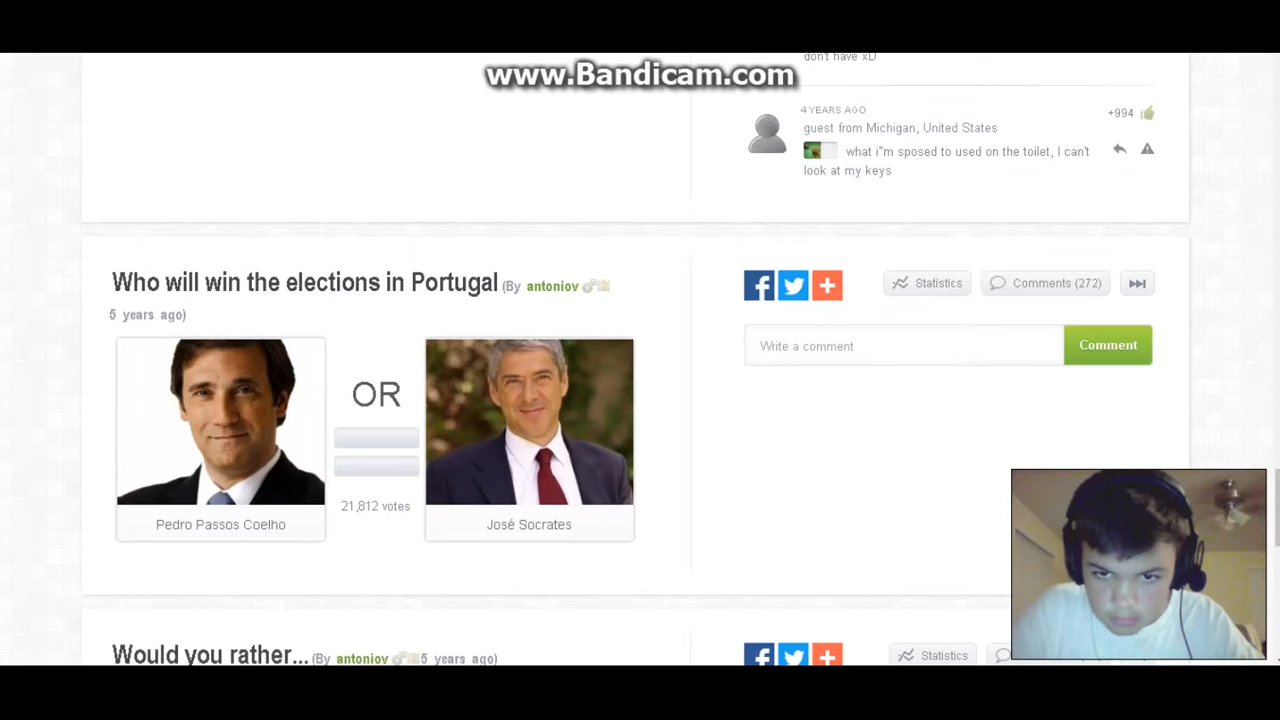 don't have xD
www.Bandicam.com
4 YEARS AGO
+994
guest from Michigan, United States
what i"m sposed to used on the toilet, I can't
look at my keys
Who will win the elections in Portugal (By antoniov
5 years ago)
Statistics
Comments (272)
Write a comment
Comment
OR
21,812 votes
Pedro Passos Coelho
José Socrates
Would you rather... (By antoniov 5 years ago)
Statistics